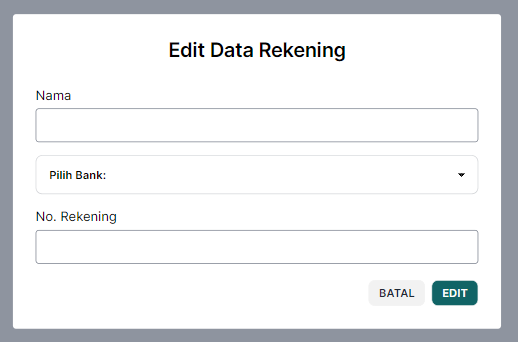 Edit Data Rekening
Nama
Pilih Bank:
No. Rekening
BATAL EDIT